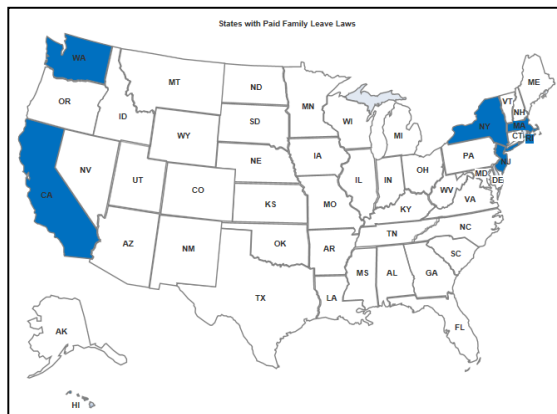 States with Paid Family Leave Laws
WA
MT
ND
MN
ME
VT
NH
OR
ID
SD
WI
MI
NY
MA
CT
WY
IA
NE
PA
NJ
NV
UT
CO
IL
IN
OH
MD
DE
WV
VA
CA
KS
MO
KY
NC
TN
AZ
NM
OK
AR
SC
MS
AL
GA
TX
LA
FL
AK
HI